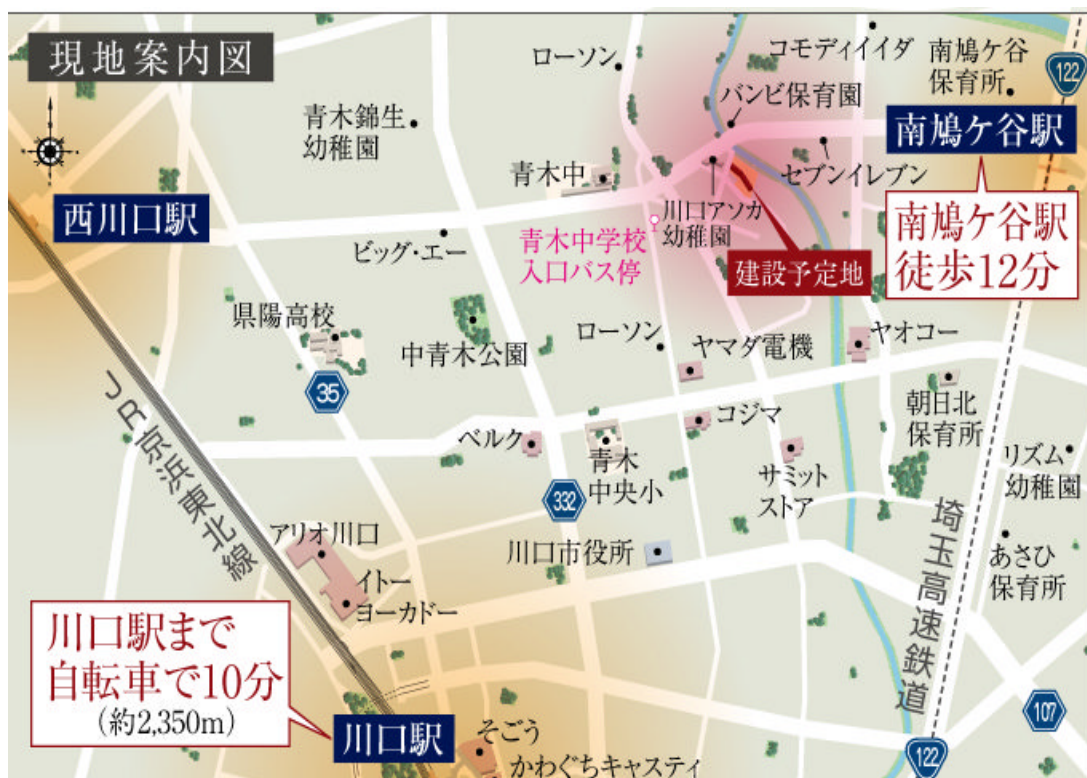 現地案内図
ローソン
コモディイイダ
南鳩ケ谷
保育所
122
バンビ保育園
青木錦生
幼稚園
南鳩ケ谷駅
青木中
セブンイレブン
西川口駅
川口アソカ
幼稚園
南鳩ケ谷駅
徒歩12分
ビッグ・エー
青木中学校
入口バス停
建設予定地
県陽高校
中青木公園
ローソン
ヤマダ電機
ヤオコー
35
JR京浜東北線
ベルク
青木
中央小
コジマ
朝日北
保育所
サミット
ストア
リズム
幼稚園
332
埼玉高速鉄道
アリオ川口
川口市役所
あさひ
保育所
イトー
ヨーカドー
川口駅まで
自転車で10分
(約2,350m)
川口駅
そごう
かわぐちキャスティ
107
122